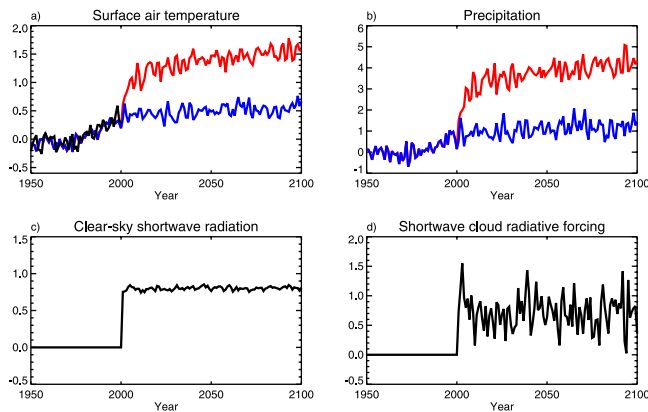 a) Surface air temperature
2.0
1.5
1.0
0.5
0.0
-0.5
1950 2000 2050 2100
Year
b) Precipitation
6
5
4
3
2
1
0
-1
1950 2000 2050 2100
Year
c) Clear-sky shortwave radiation
1.5
1.0
0.5
0.0
-0.5
1950 2000 2050 2100
Year
d) Shortwave cloud radiative forcing
2.0
1.5
1.0
0.5
0.0
-0.5
1950 2000 2050 2100
Year